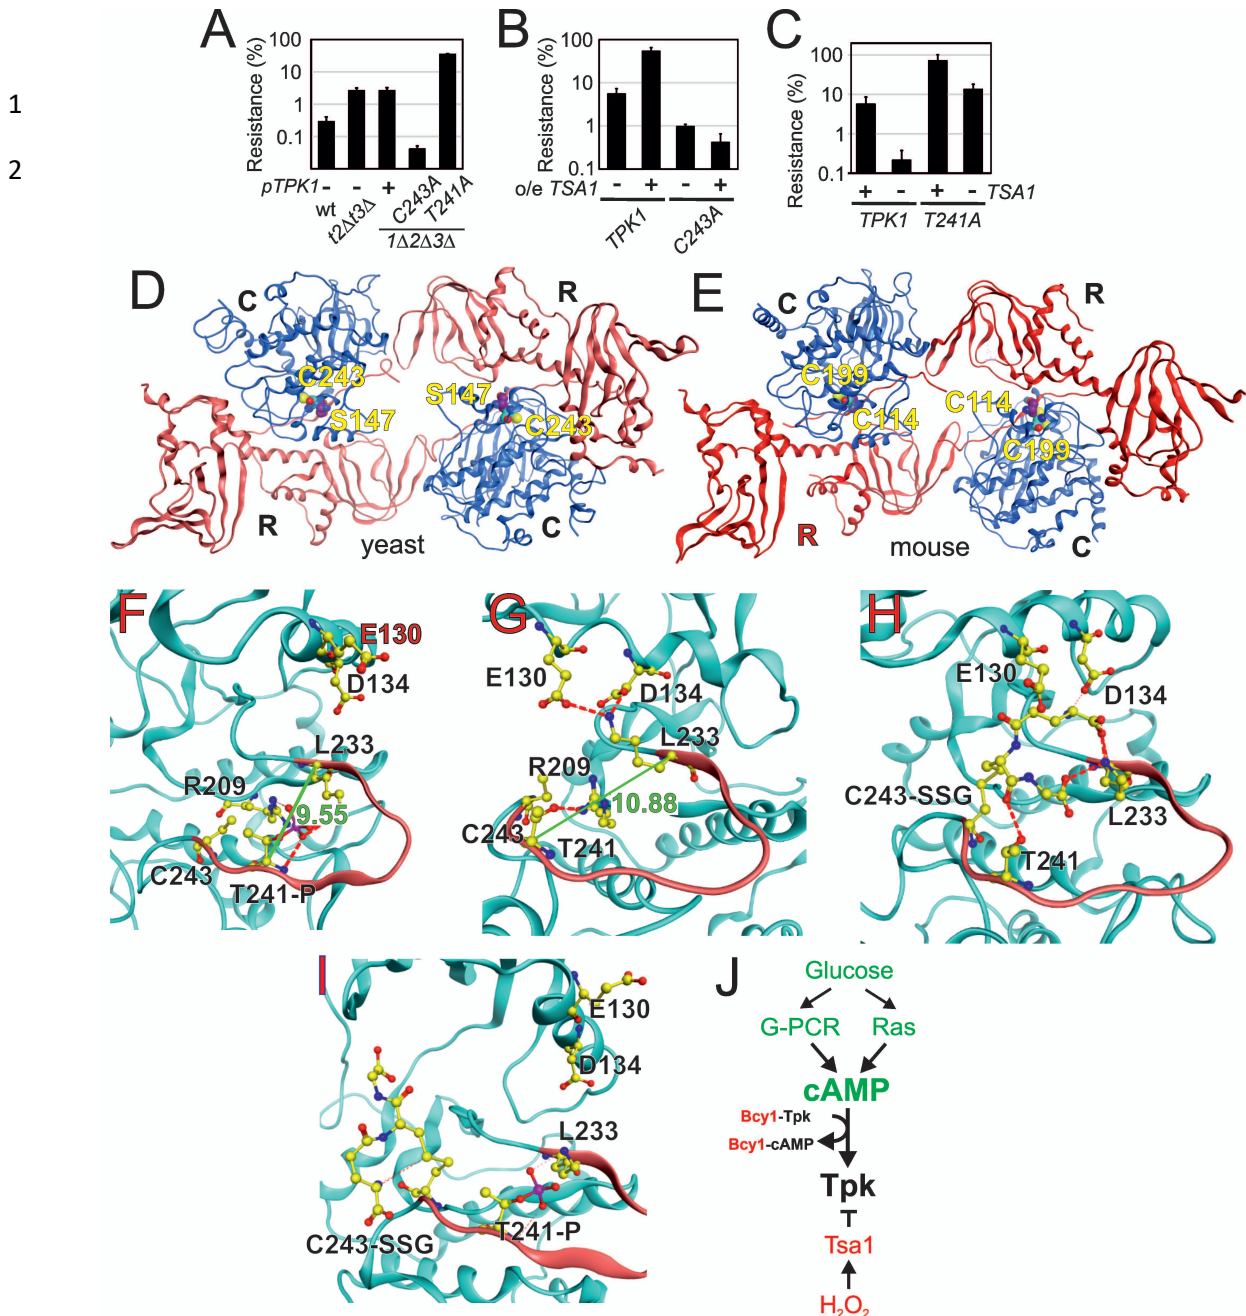 1
2
A
Resistance (%)
100
10
1
0.1
pTPK1 - - +
wt
t2Δt3Δ
C243A
T241A
1Δ2Δ3Δ
B
Resistance (%)
100
10
1
0.1
o/e TSA1 - + - +
TPK1
C243A
C
Resistance (%)
100
10
1
0.1
+ - + - TSA1
TPK1 T241A
D
C
R
C243
S147
S147
C243
R
C
yeast
E
C
R
C199
C114
C114
C199
R
C
mouse
F
E130
D134
L233
R209
9.55
C243
T241-P
G
E130
D134
L233
R209
10.88
C243
T241
H
E130
D134
C243-SSG
L233
T241
I
E130
D134
L233
T241-P
C243-SSG
J
Glucose
G-PCR Ras
cAMP
Bcy1-Tpk
Bcy1-cAMP
Tpk
Tsa1
H₂O₂